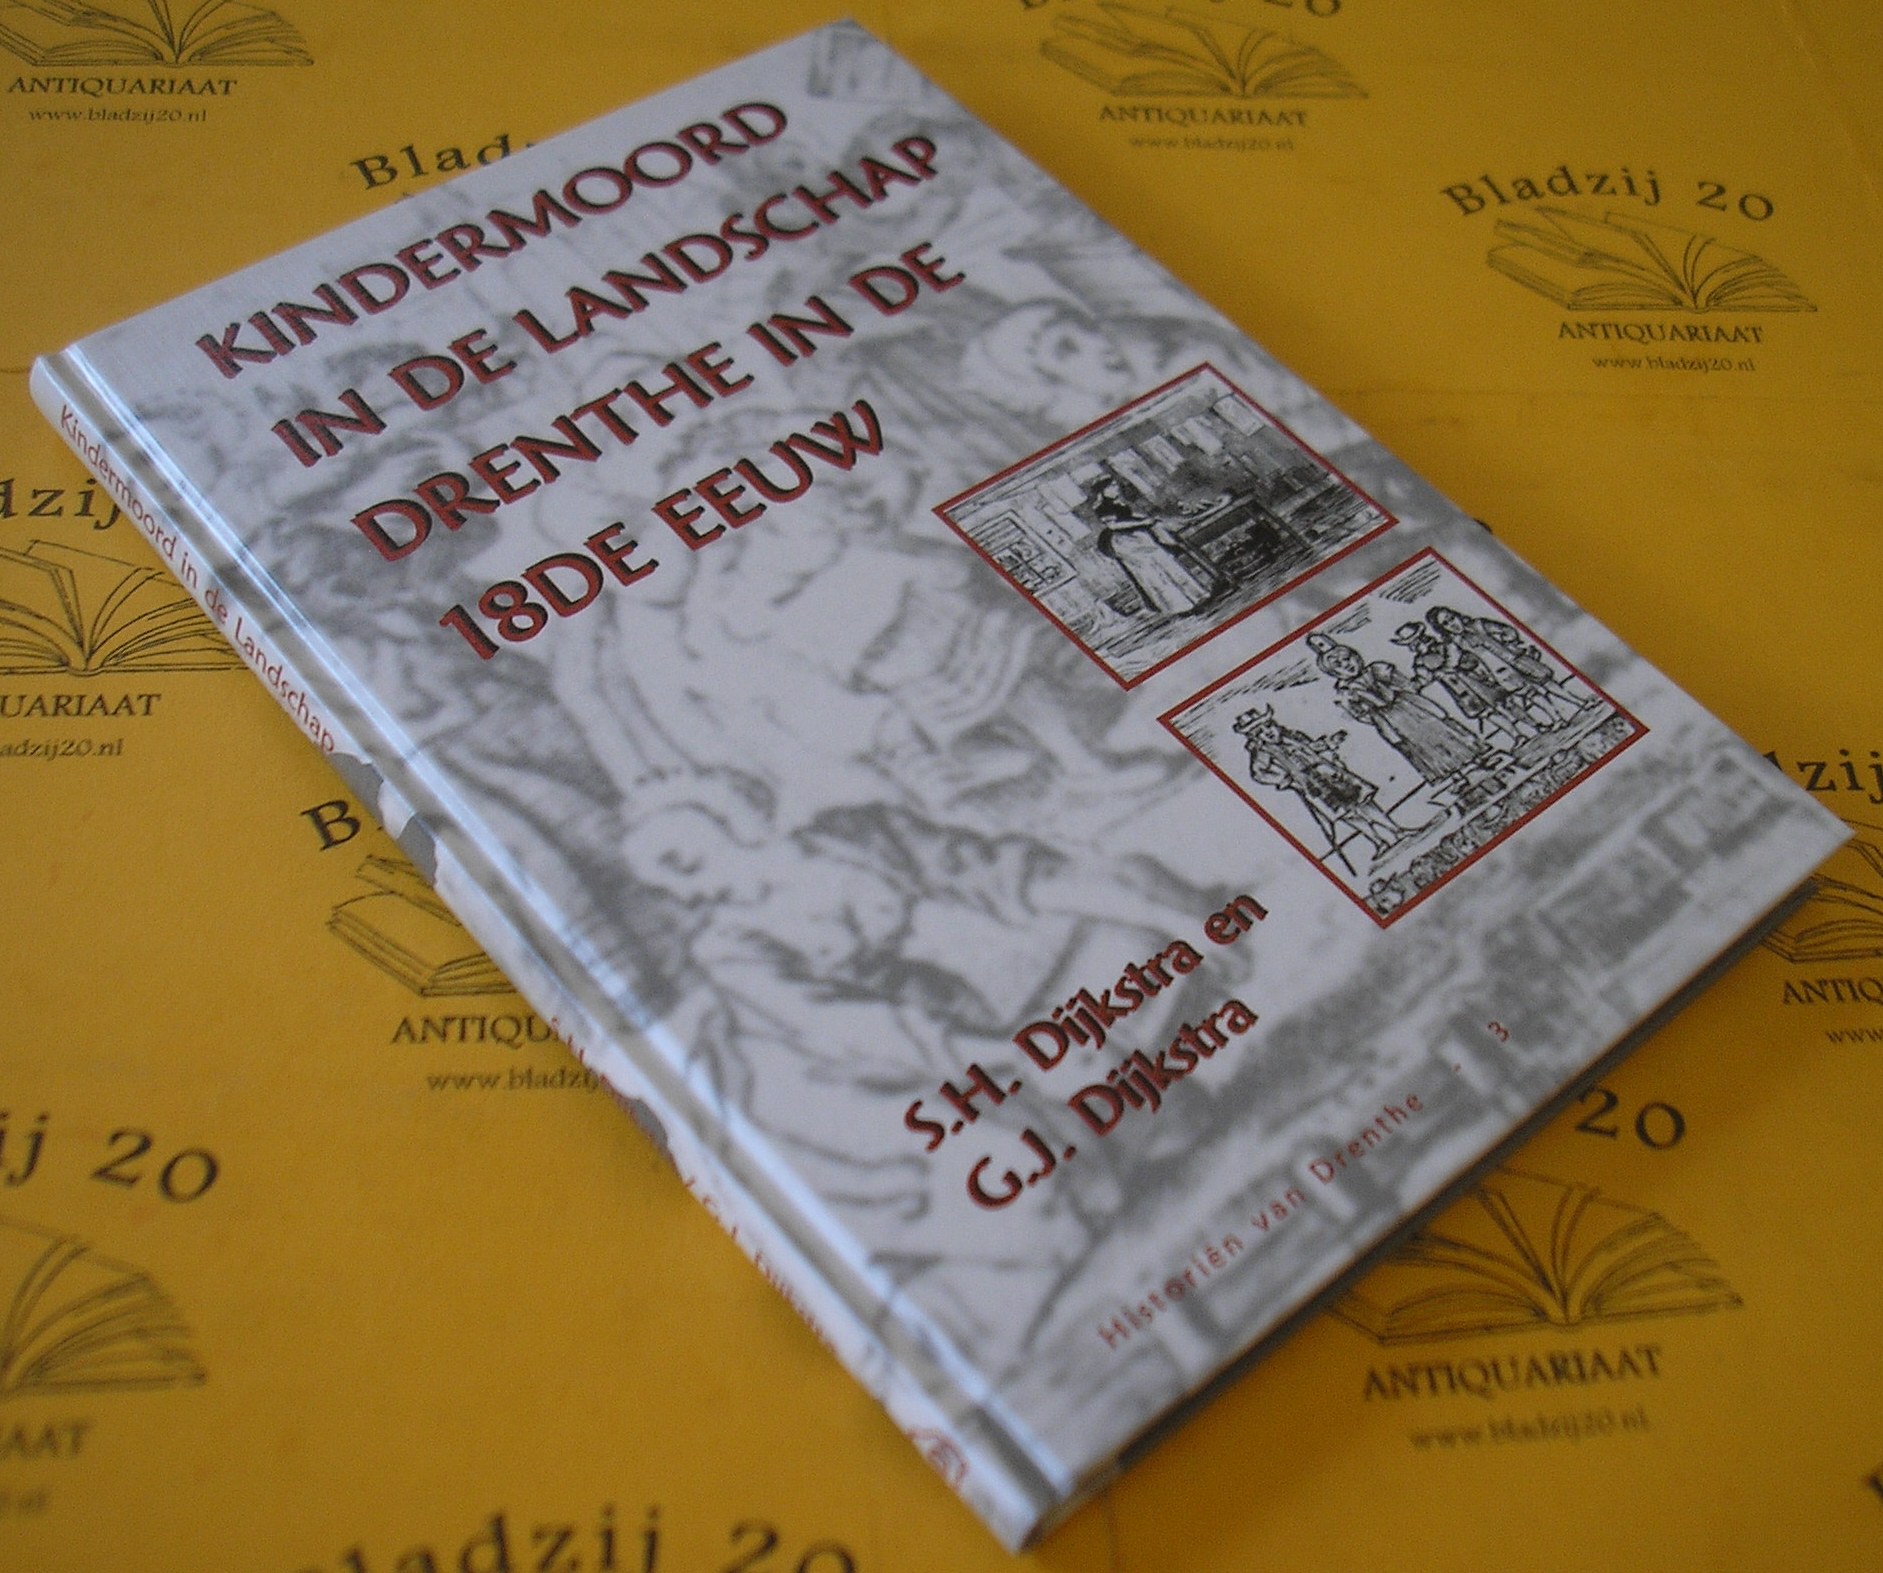 KINDERMOORD
IN DE LANDSCHAP
DRENTHE IN DE
18DE EEUW
S.H. Dijkstra en
G.J. Dijkstra
Historiën van Drenthe - 3
Kindermoord in de Landschap
ANTIQUARIAAT
www.bladzij20.nl
ANTIQUARIAAT
www.bladzij20.nl
Bladzij 20
ANTIQUARIAAT
www.bladzij20.nl
ANTIQUARIAAT
www.bladzij20.nl
Bladzij 20